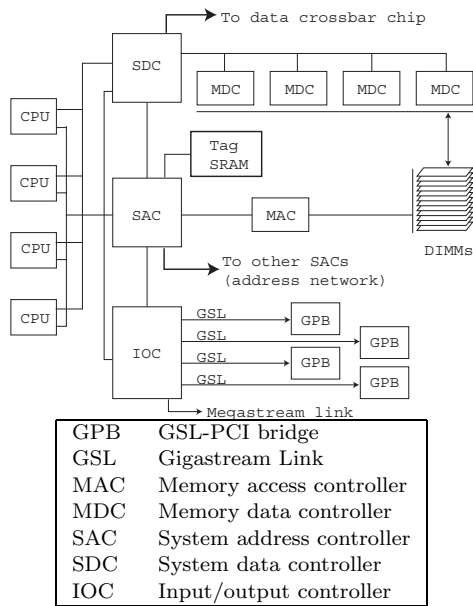 To data crossbar chip
SDC
MDC MDC MDC MDC
CPU
Tag
SRAM
CPU
SAC
MAC
CPU
DIMMs
To other SACs
(address network)
CPU
GSL
GPB
GSL
GPB
IOC
GSL
GPB
GSL
GPB
Megastream link
GPB GSL-PCI bridge
GSL Gigastream Link
MAC Memory access controller
MDC Memory data controller
SAC System address controller
SDC System data controller
IOC Input/output controller